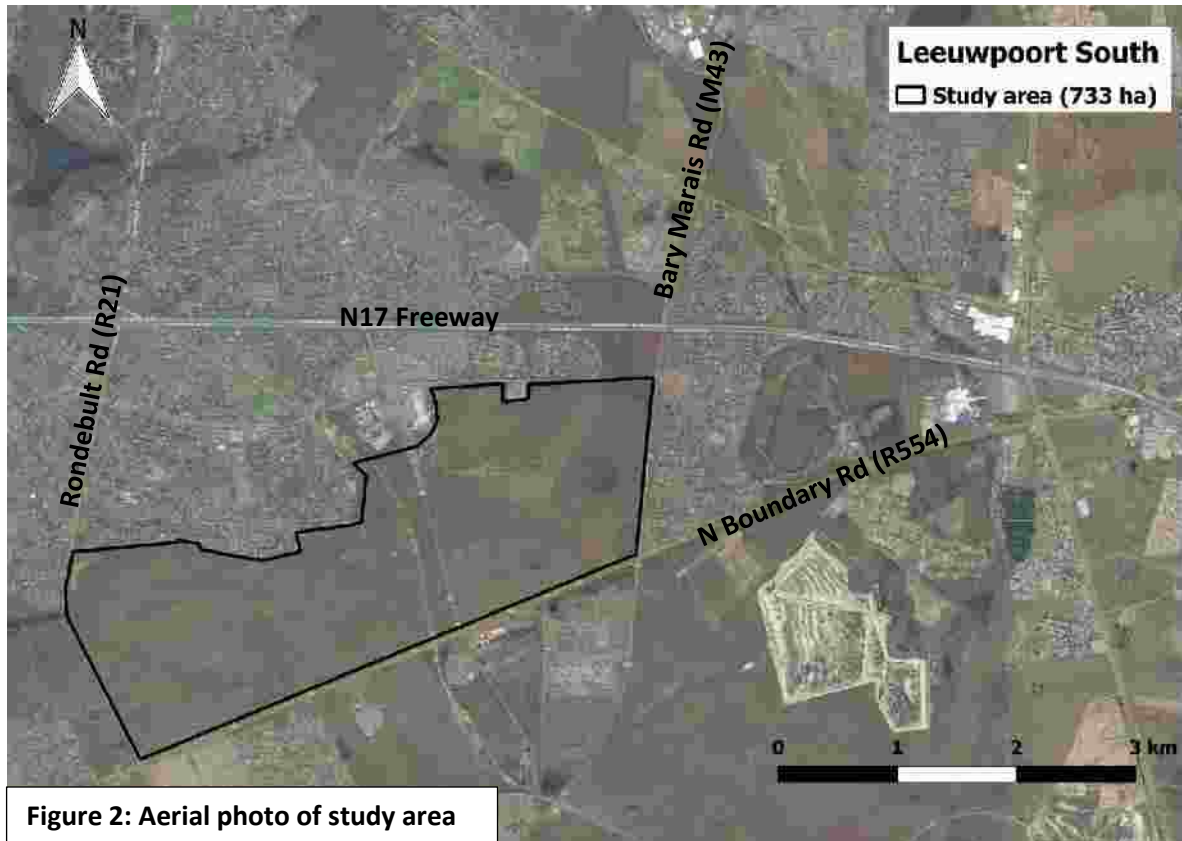 N
Leeuwpoort South
Study area (733 ha)
Bary Marais Rd (M43)
Rondebult Rd (R21)
N17 Freeway
N Boundary Rd (R554)
0 1 2 3 km
Figure 2: Aerial photo of study area